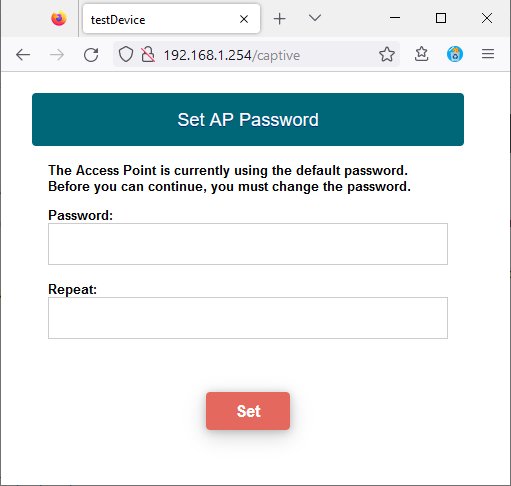 testDevice
192.168.1.254/captive
Set AP Password
The Access Point is currently using the default password.
Before you can continue, you must change the password.
Password:
Repeat:
Set